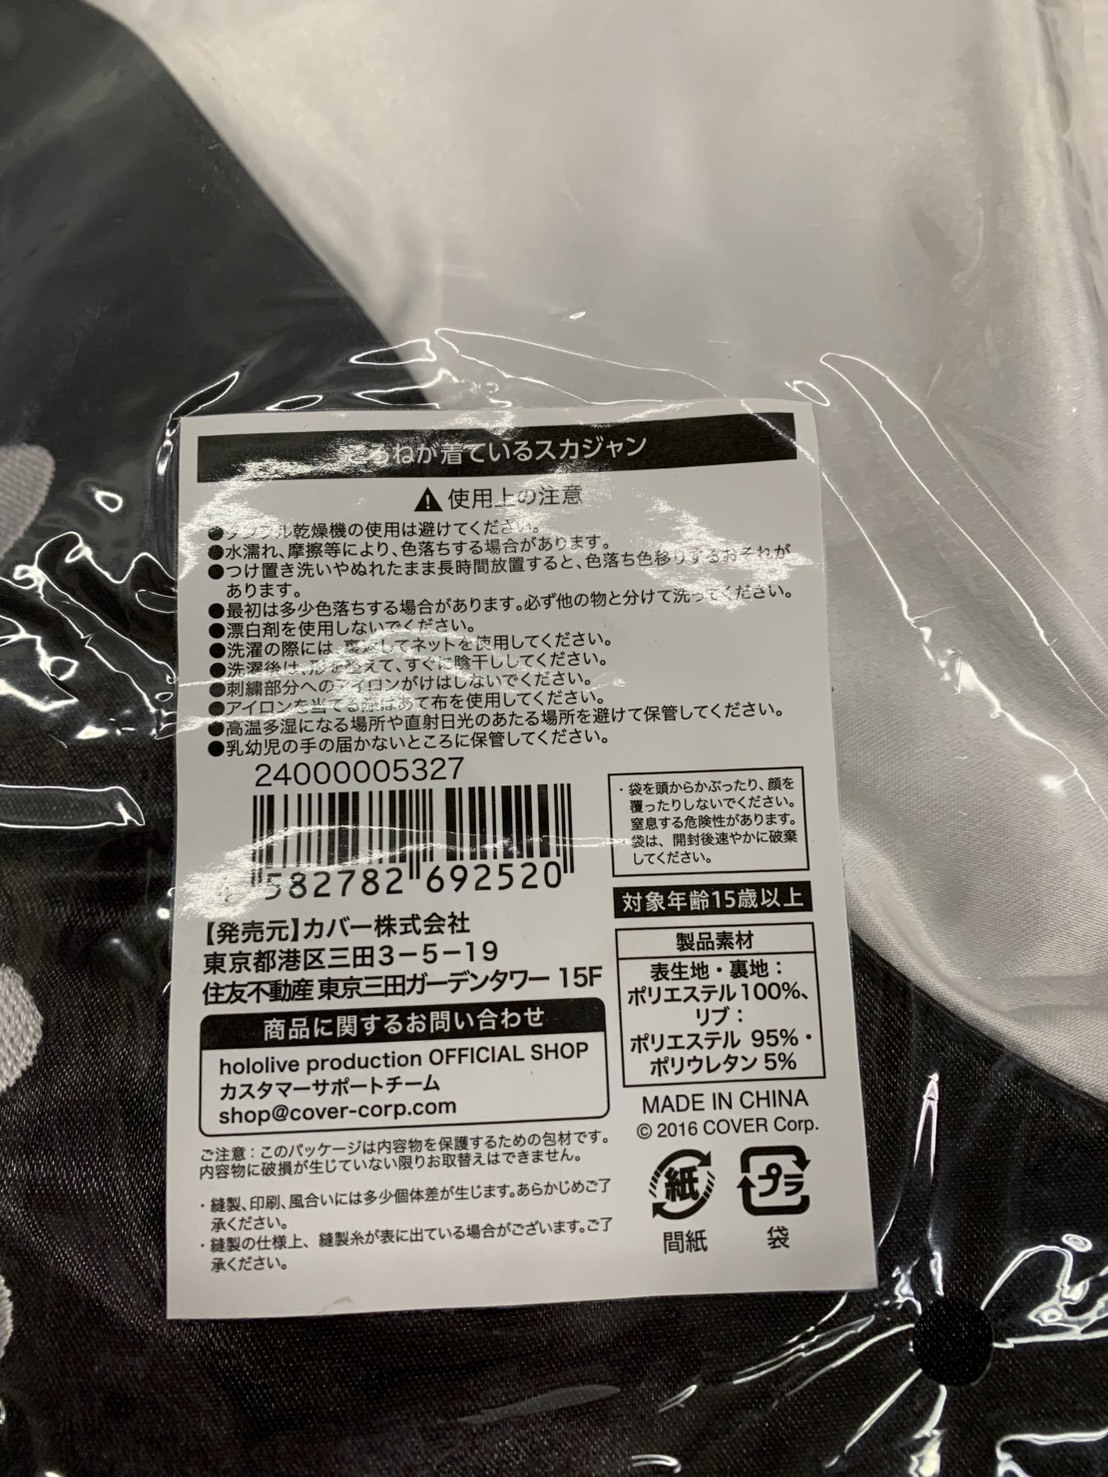 ころねが着ているスカジャン
使用上の注意
●タンブル乾燥機の使用は避けてください。
●水濡れ、摩擦等により、色落ちする場合があります。
●つけ置き洗いやぬれたまま長時間放置すると、色落ち色移りするおそれが
あります。
●最初は多少色落ちする場合があります。必ず他の物と分けて洗ってください。
●漂白剤を使用しないでください。
●洗濯の際には、裏返してネットを使用してください。
●洗濯後は、形を整えて、すぐに陰干ししてください。
●刺繍部分へのアイロンがけはしないでください。
●アイロンを当てる際はあて布を使用してください。
●高温多湿になる場所や直射日光のあたる場所を避けて保管してください。
●乳幼児の手の届かないところに保管してください。
24000005327
4 582782 692520
・袋を頭からかぶったり、顔を
覆ったりしないでください。
窒息する危険性があります。
袋は、開封後速やかに破棄
してください。
対象年齢15歳以上
【発売元】カバー株式会社
東京都港区三田3-5-19
住友不動産 東京三田ガーデンタワー 15F
製品素材
表生地・裏地：
ポリエステル100%、
リブ：
ポリエステル 95%・
ポリウレタン 5%
商品に関するお問い合わせ
hololive production OFFICIAL SHOP
カスタマーサポートチーム
shop@cover-corp.com
MADE IN CHINA
© 2016 COVER Corp.
ご注意：このパッケージは内容物を保護するための包材です。
内容物に破損が生じていない限りお取替えはできません。
・縫製、印刷、風合いには多少個体差が生じます。あらかじめご了
承ください。
・縫製の仕様上、縫製糸が表に出ている場合がございます。ご了
承ください。
紙
プラ
間紙
袋